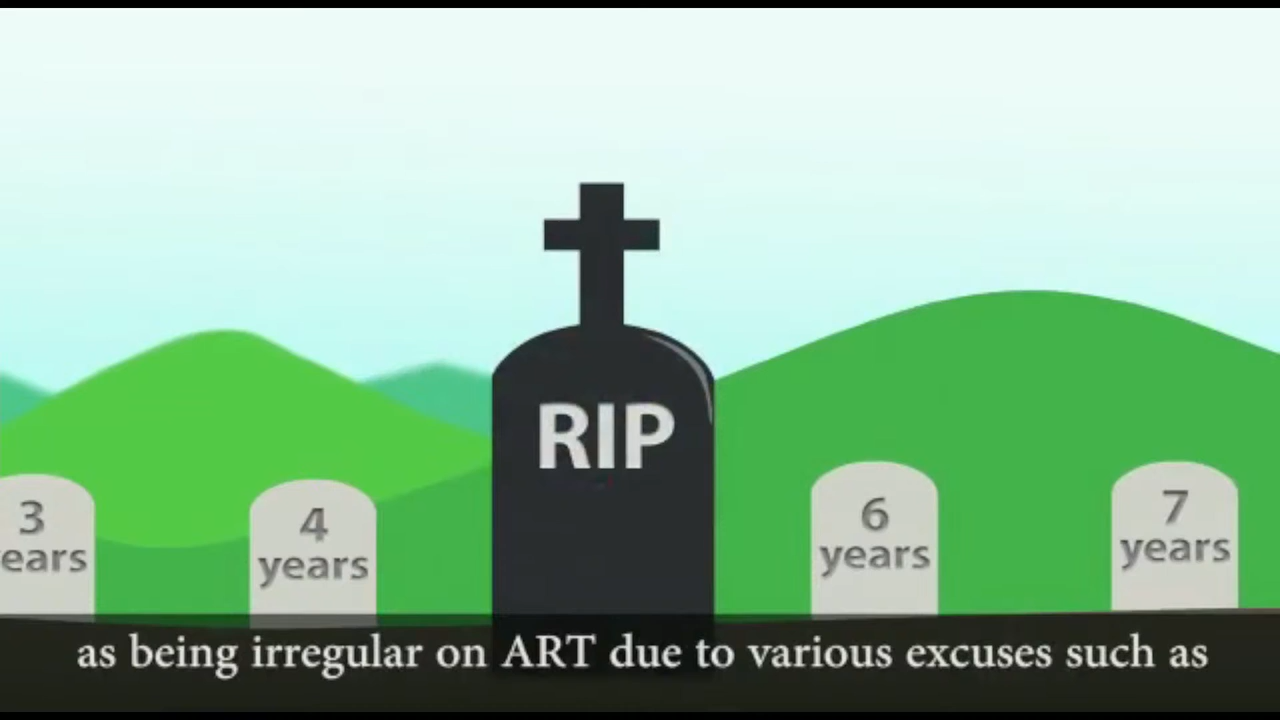 RIP
3
years
4
years
6
years
7
years
as being irregular on ART due to various excuses such as